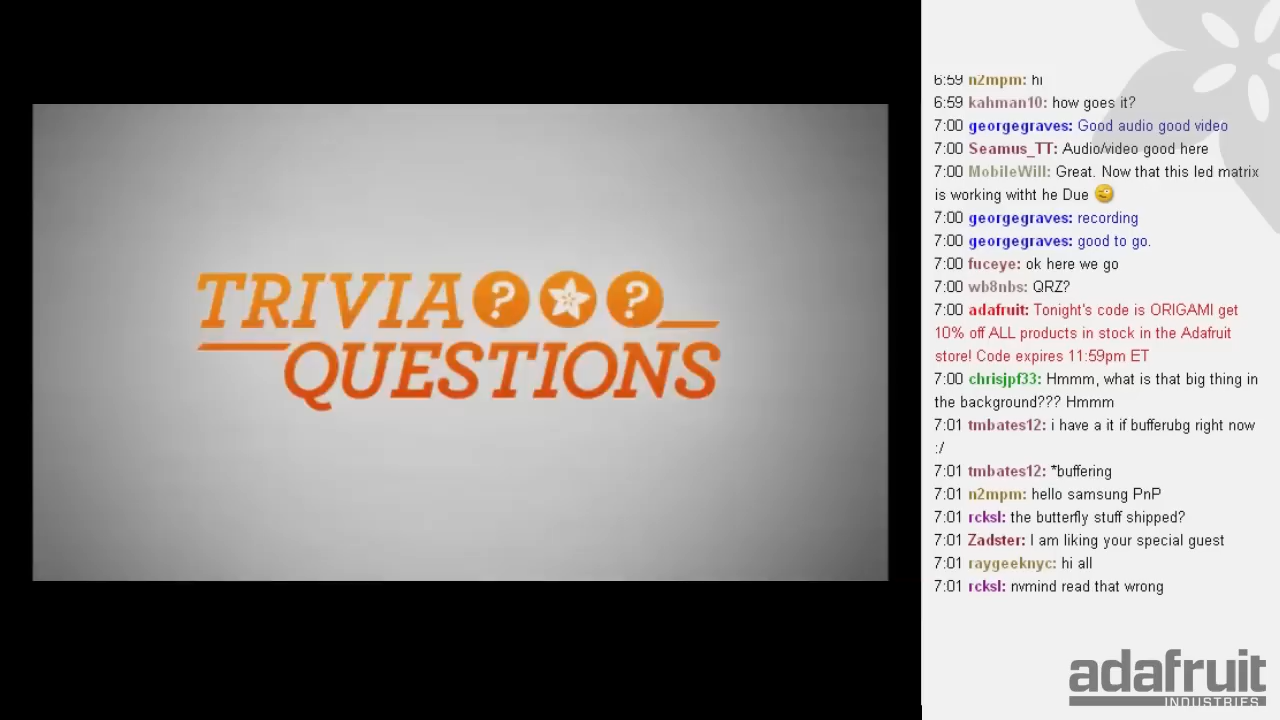 TRIVIA ? ?
QUESTIONS
6:59 n2mpm: hi
6:59 kahman10: how goes it?
7:00 georgegraves: Good audio good video
7:00 Seamus_TT: Audio/video good here
7:00 MobileWill: Great. Now that this led matrix
is working witht he Due
7:00 georgegraves: recording
7:00 georgegraves: good to go.
7:00 fuceye: ok here we go
7:00 wb8nbs: QRZ?
7:00 adafruit: Tonight's code is ORIGAMI get
10% off ALL products in stock in the Adafruit
store! Code expires 11:59pm ET
7:00 chrisjpf33: Hmmm, what is that big thing in
the background??? Hmmm
7:01 tmbates12: i have a it if bufferubg right now
:/
7:01 tmbates12: *buffering
7:01 n2mpm: hello samsung PnP
7:01 rcksl: the butterfly stuff shipped?
7:01 Zadster: I am liking your special guest
7:01 raygeeknyc: hi all
7:01 rcksl: nvmind read that wrong
adafruit
INDUSTRIES